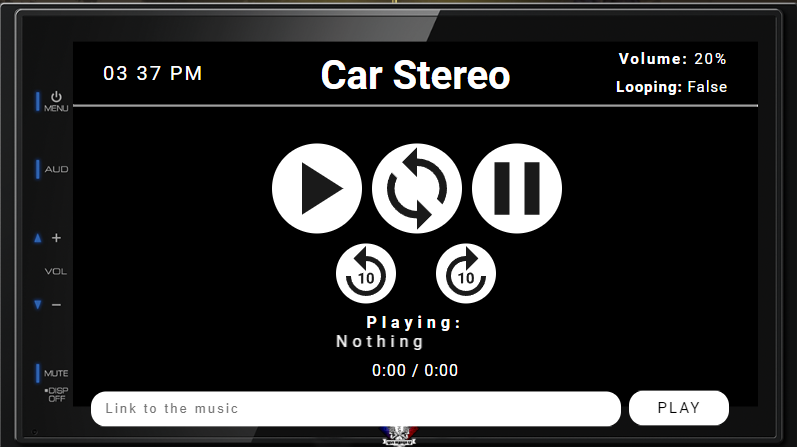 03 37 PM
Car Stereo
Volume: 20%
Looping: False
MENU
AUD
+
VOL
−
MUTE
•DISP
OFF
10
10
Playing:
Nothing
0:00 / 0:00
Link to the music
PLAY